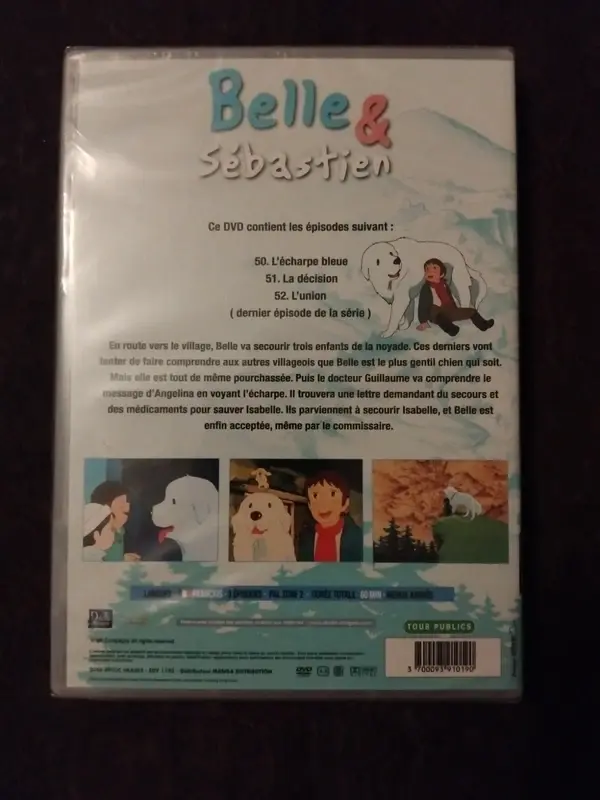 Belle &
Sébastien
Ce DVD contient les épisodes suivant :
50. L'écharpe bleue
51. La décision
52. L'union
( dernier épisode de la série )
En route vers le village, Belle va secourir trois enfants de la noyade. Ces derniers vont
tenter de faire comprendre aux autres villageois que Belle est le plus gentil chien qui soit.
Mais elle est tout de même pourchassée. Puis le docteur Guillaume va comprendre le
message d'Angelina en voyant l'écharpe. Il trouvera une lettre demandant du secours et
des médicaments pour sauver Isabelle. Ils parviennent à secourir Isabelle, et Belle est
enfin acceptée, même par le commissaire.
TOUS PUBLICS
3 700093 910190